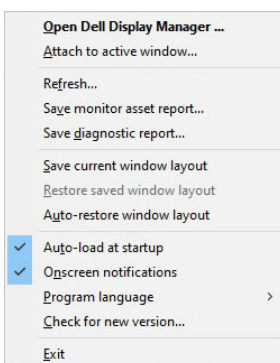 Open Dell Display Manager ...
Attach to active window...
Refresh...
Save monitor asset report...
Save diagnostic report...
Save current window layout
Restore saved window layout
Auto-restore window layout
Auto-load at startup
Onscreen notifications
Program language
Check for new version...
Exit